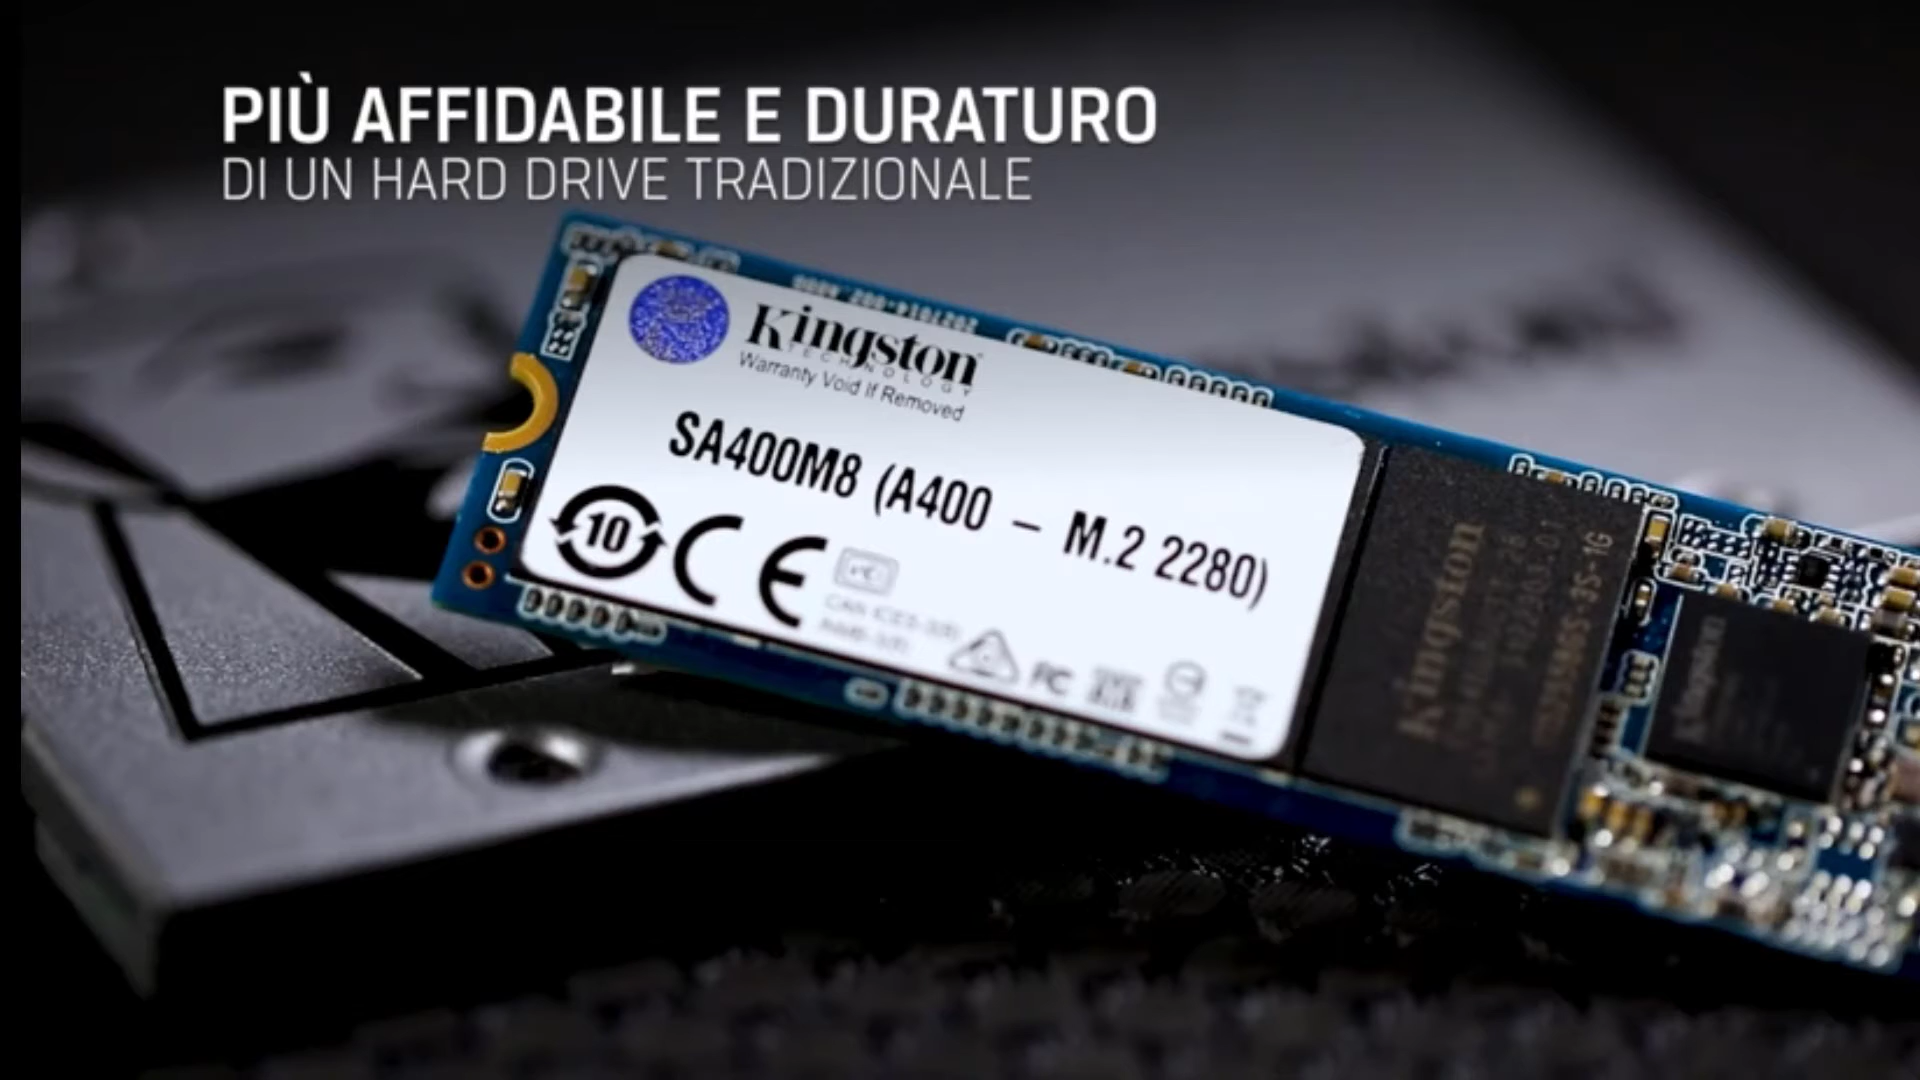 PIÙ AFFIDABILE E DURATURO
DI UN HARD DRIVE TRADIZIONALE
Kingston
TECHNOLOGY
Warranty Void If Removed
SA400M8 (A400 – M.2 2280)
10
CE
FC
Kingston
Kingston